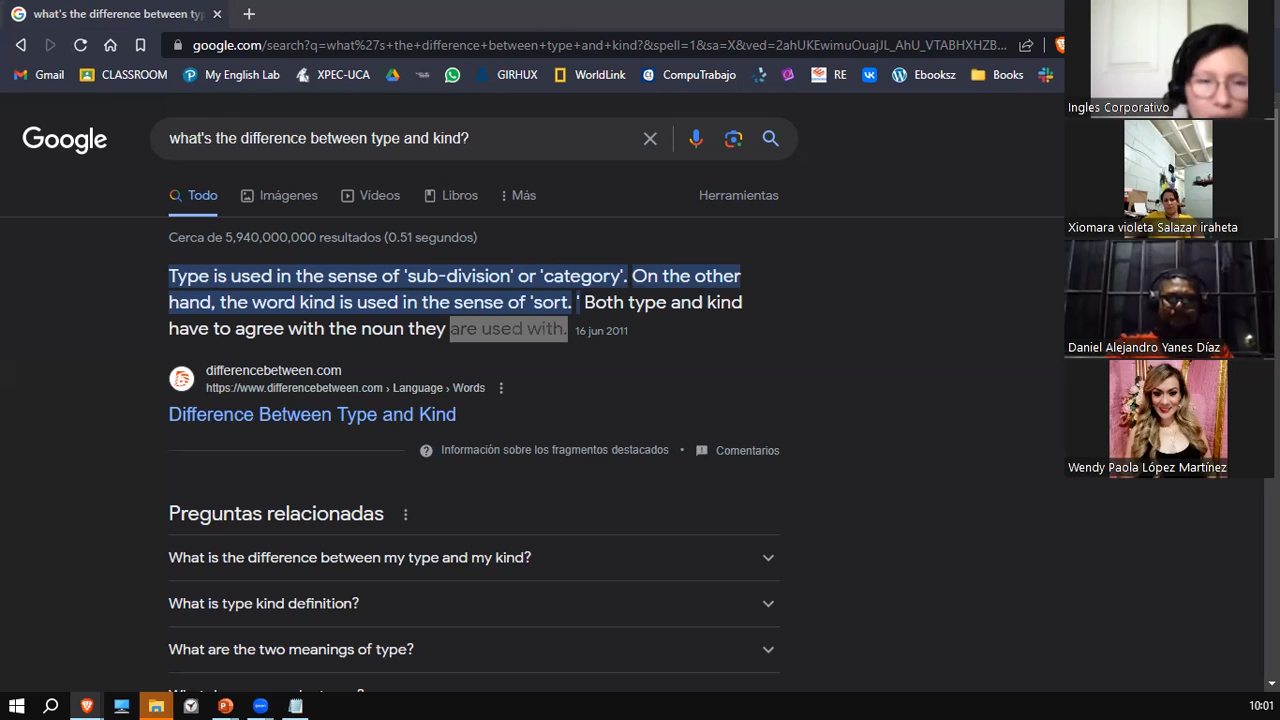 what's the difference between typ
google.com/search?q=what%27s+the+difference+between+type+and+kind?&spell=1&sa=X&ved=2ahUKEwimuOuajJL_AhU_VTABHXHZB...
Gmail CLASSROOM My English Lab XPEC-UCA GIRHUX WorldLink CompuTrabajo RE Ebooksz Books
Google
what's the difference between type and kind?
Todo Imágenes Vídeos Libros Más Herramientas
Cerca de 5,940,000,000 resultados (0.51 segundos)
Type is used in the sense of 'sub-division' or 'category'. On the other
hand, the word kind is used in the sense of 'sort. ' Both type and kind
have to agree with the noun they are used with. 16 jun 2011
differencebetween.com
https://www.differencebetween.com › Language › Words
Difference Between Type and Kind
Información sobre los fragmentos destacados • Comentarios
Preguntas relacionadas
What is the difference between my type and my kind?
What is type kind definition?
What are the two meanings of type?
Ingles Corporativo
Xiomara violeta Salazar iraheta
Daniel Alejandro Yanes Díaz
Wendy Paola López Martínez
10:01